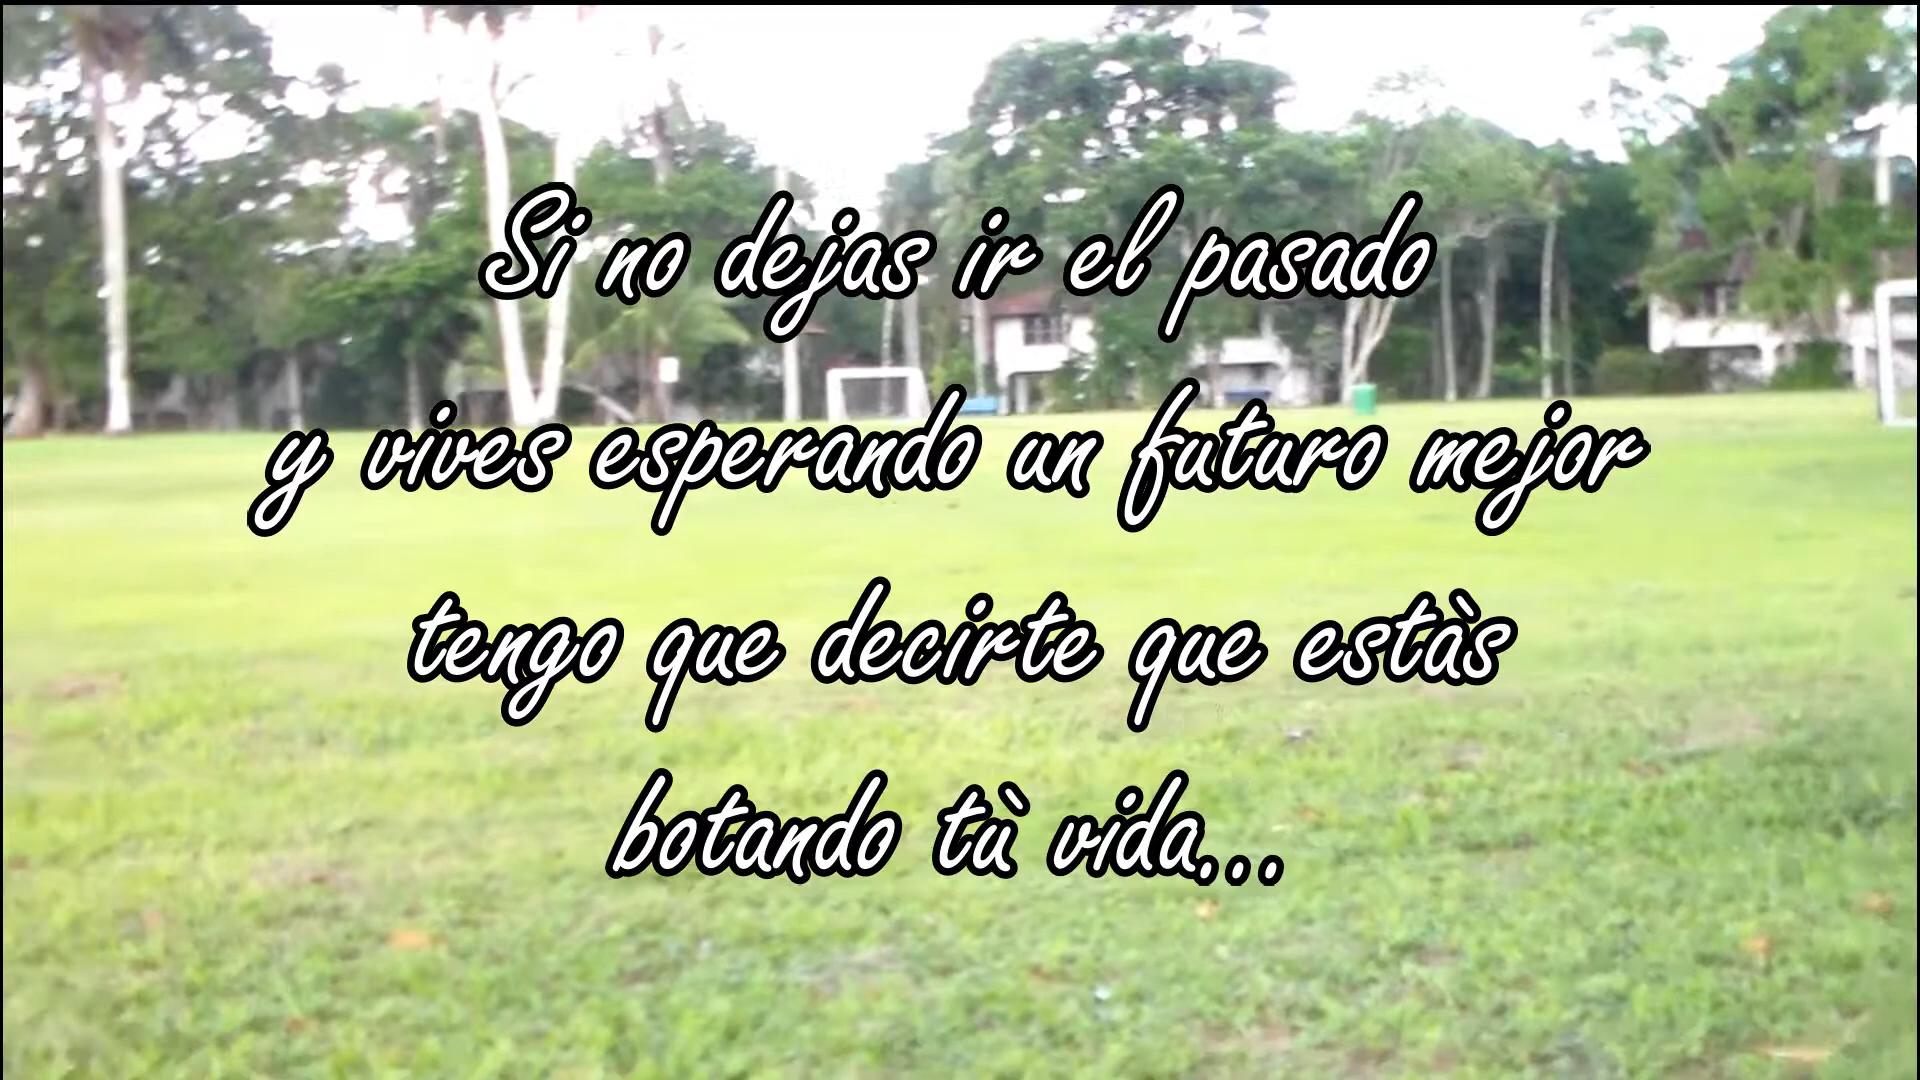 Si no dejas ir el pasado
y vives esperando un futuro mejor
tengo que decirte que estàs
botando tù vida...